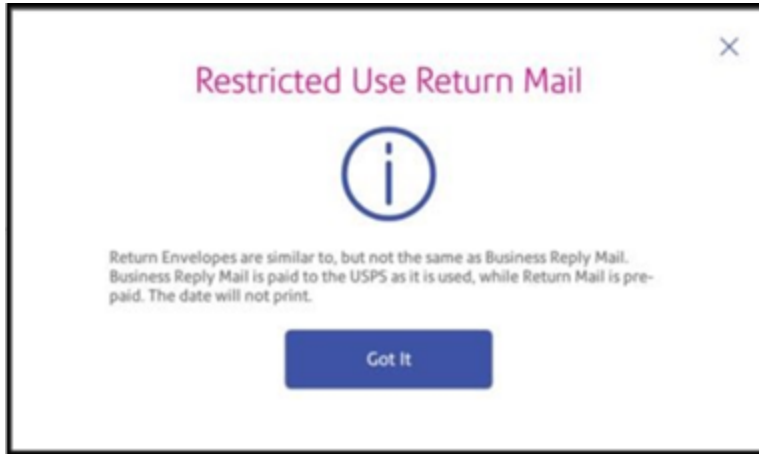 Restricted Use Return Mail
Return Envelopes are similar to, but not the same as Business Reply Mail.
Business Reply Mail is paid to the USPS as it is used, while Return Mail is pre-
paid. The date will not print.
Got It